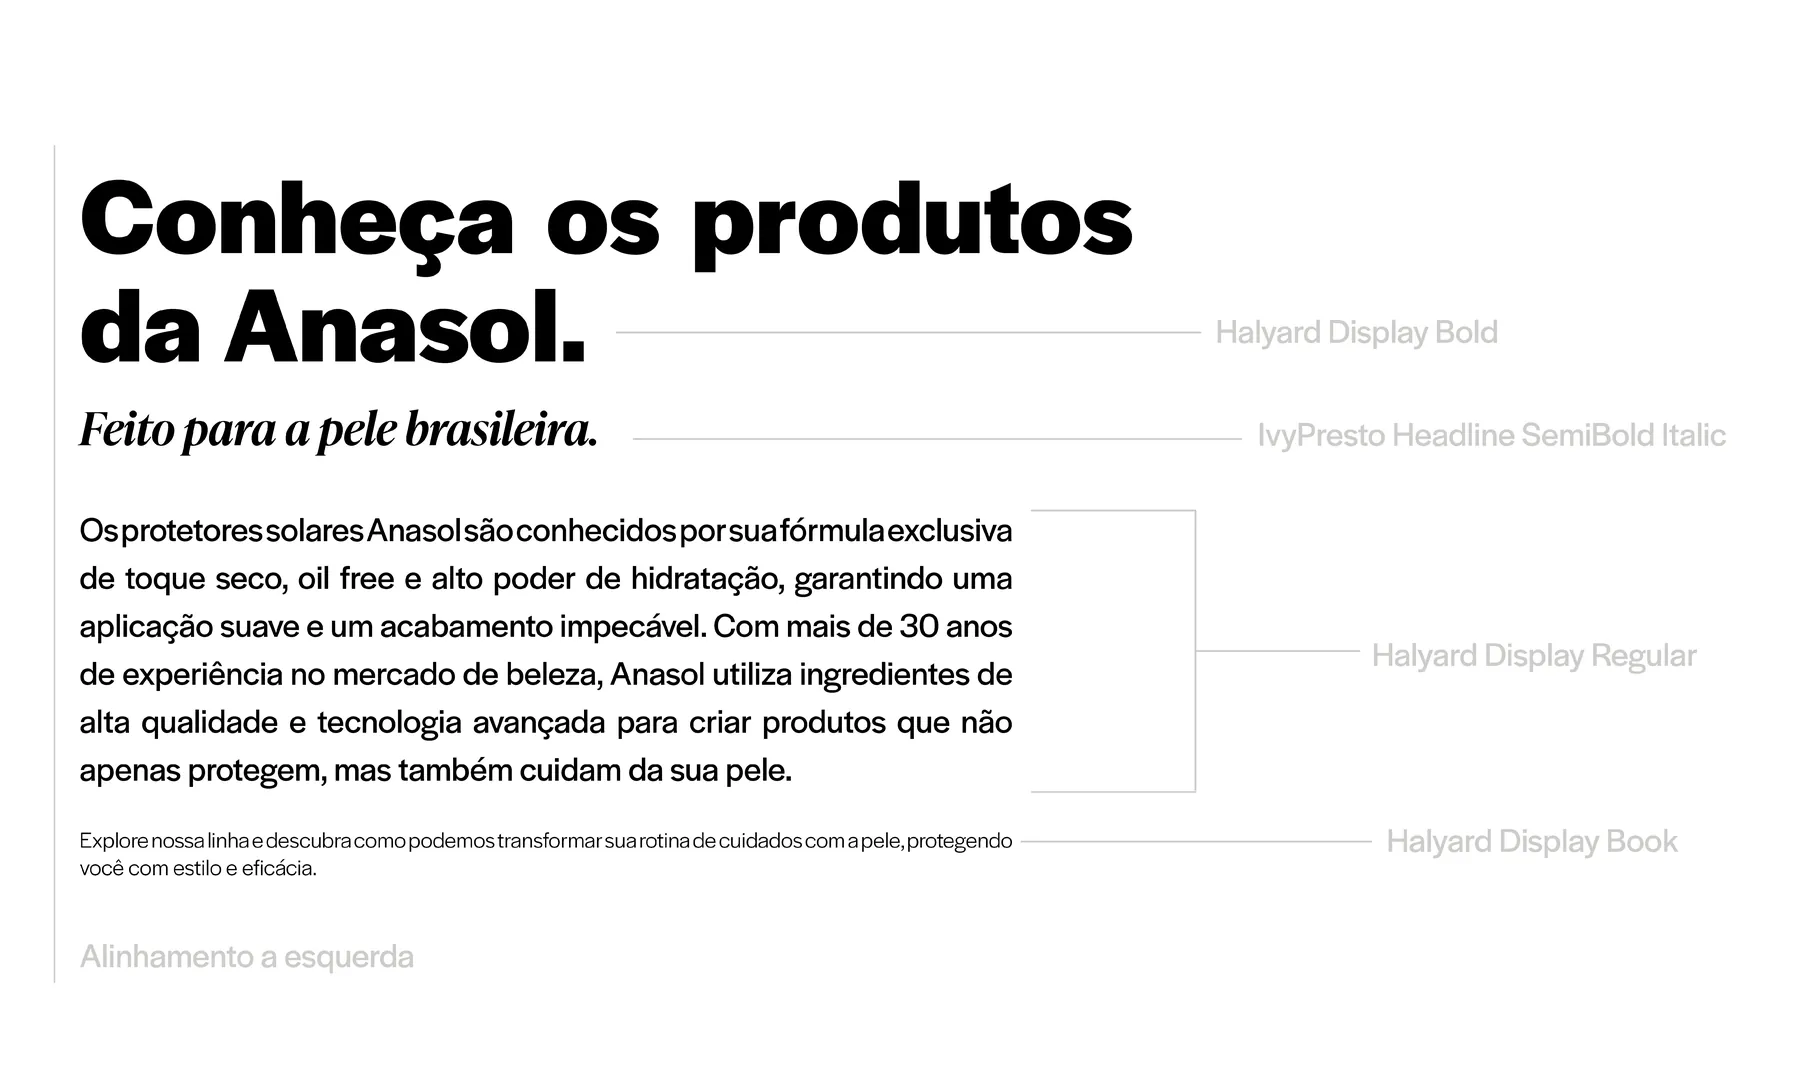 Conheça os produtos
da Anasol.
Halyard Display Bold
Feito para a pele brasileira.
IvyPresto Headline SemiBold Italic
Os protetores solares Anasol são conhecidos por sua fórmula exclusiva
de toque seco, oil free e alto poder de hidratação, garantindo uma
aplicação suave e um acabamento impecável. Com mais de 30 anos
de experiência no mercado de beleza, Anasol utiliza ingredientes de
alta qualidade e tecnologia avançada para criar produtos que não
apenas protegem, mas também cuidam da sua pele.
Halyard Display Regular
Explore nossa linha e descubra como podemos transformar sua rotina de cuidados com a pele, protegendo
você com estilo e eficácia.
Halyard Display Book
Alinhamento a esquerda